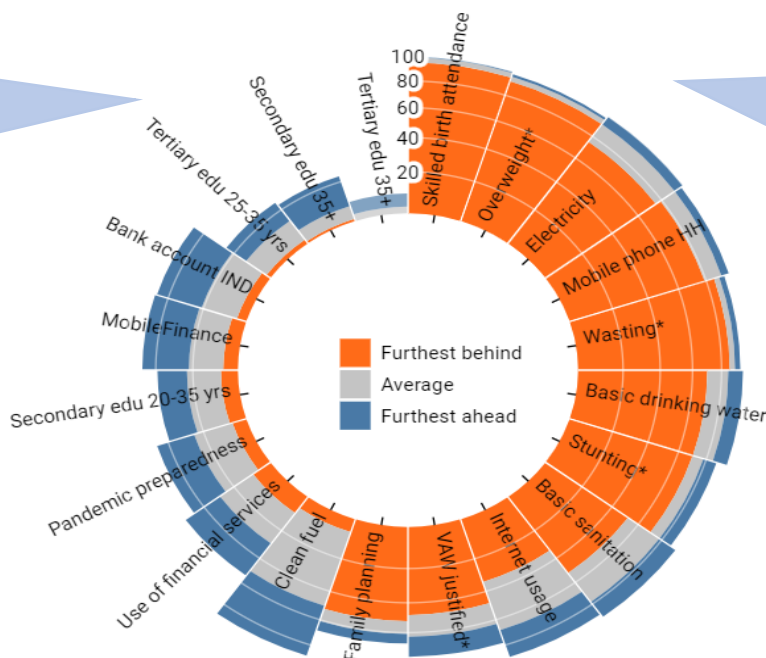 100
80
60
40
20
Skilled birth attendance
Overweight*
Electricity
Mobile phone HH
Wasting*
Basic drinking water
Stunting*
Basic sanitation
Internet usage
VAW justified*
Family planning
Clean fuel
Use of financial services
Pandemic preparedness
Secondary edu 20-35 yrs
MobileFinance
Bank account IND
Tertiary edu 25-35 yrs
Secondary edu 35+
Tertiary edu 35+
Furthest behind
Average
Furthest ahead